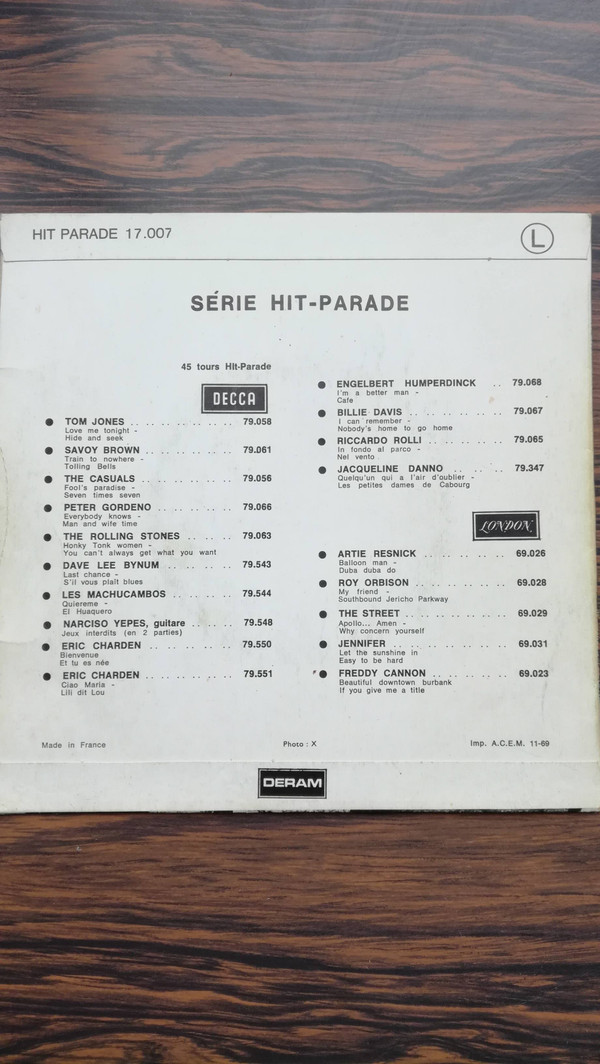 HIT PARADE 17.007
L
SÉRIE HIT-PARADE
45 tours Hit-Parade
DECCA
TOM JONES . . . . . . . . . . 79.058
Love me tonight -
Hide and seek
SAVOY BROWN . . . . . . . . . 79.061
Train to nowhere -
Tolling Bells
THE CASUALS . . . . . . . . . 79.056
Fool's paradise -
Seven times seven
PETER GORDENO . . . . . . . . 79.066
Everybody knows -
Man and wife time
THE ROLLING STONES . . . . 79.063
Honky Tonk women -
You can't always get what you want
DAVE LEE BYNUM . . . . . . 79.543
Last chance -
S'il vous plaît blues
LES MACHUCAMBOS . . . . . . 79.544
Quiereme -
El Huaquero
NARCISO YEPES, guitare . . . . 79.548
Jeux interdits (en 2 parties)
ERIC CHARDEN . . . . . . . . 79.550
Bienvenue
Et tu es née
ERIC CHARDEN . . . . . . . . 79.551
Ciao Maria -
Lili dit Lou
ENGELBERT HUMPERDINCK . . 79.068
I'm a better man -
Cafe
BILLIE DAVIS . . . . . . . . 79.067
I can remember -
Nobody's home to go home
RICCARDO ROLLI . . . . . . . 79.065
In fondo al parco -
Nel vento
JACQUELINE DANNO . . . . . 79.347
Quelqu'un qui a l'air d'oublier -
Les petites dames de Cabourg
LONDON
ARTIE RESNICK . . . . . . . 69.026
Balloon man -
Duba duba do
ROY ORBISON . . . . . . . . 69.028
My friend -
Southbound Jericho Parkway
THE STREET . . . . . . . . . 69.029
Apollo... Amen -
Why concern yourself
JENNIFER . . . . . . . . . . 69.031
Let the sunshine in
Easy to be hard
FREDDY CANNON . . . . . . 69.023
Beautiful downtown burbank
If you give me a title
Made in France
Photo : X
Imp. A.C.E.M. 11-69
DERAM